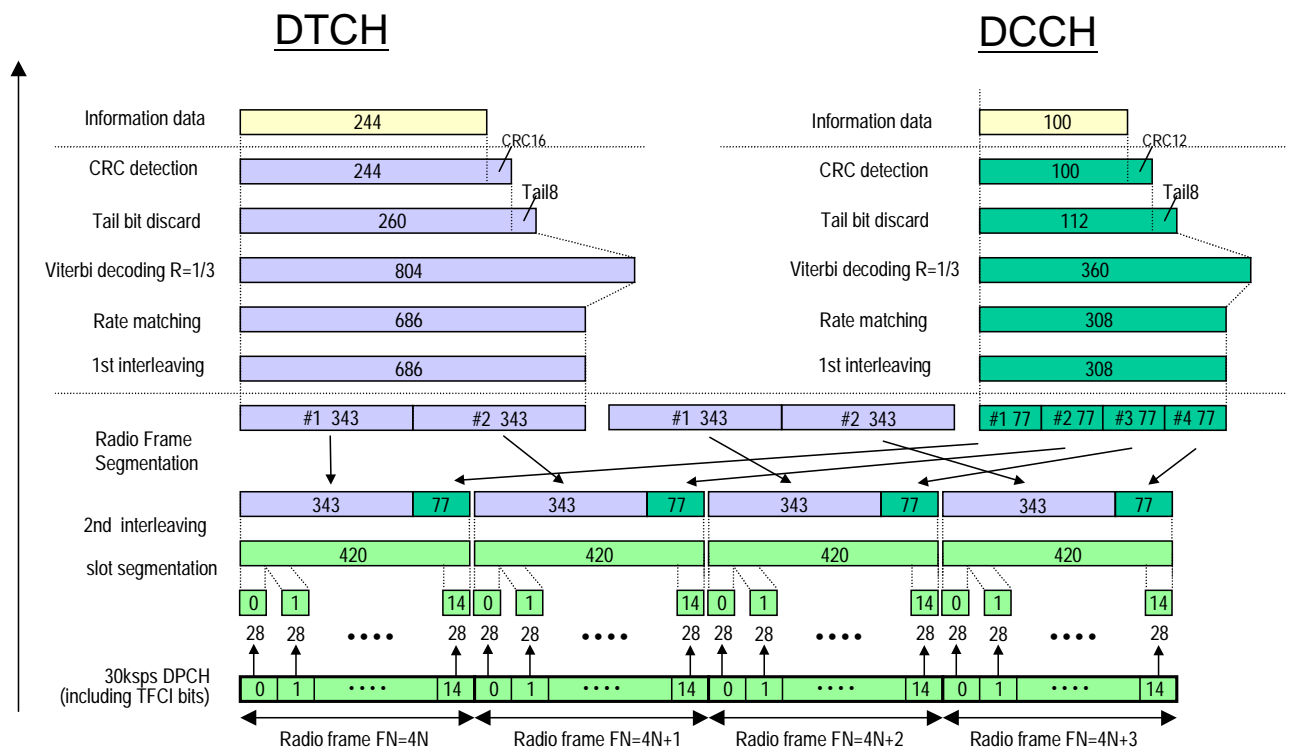 DTCH DCCH
Information data 244 Information data 100
CRC16 CRC12
CRC detection 244 CRC detection 100
Tail8 Tail8
Tail bit discard 260 Tail bit discard 112
Viterbi decoding R=1/3 804 Viterbi decoding R=1/3 360
Rate matching 686 Rate matching 308
1st interleaving 686 1st interleaving 308
#1 343 #2 343 #1 343 #2 343 #1 77 #2 77 #3 77 #4 77
Radio Frame
Segmentation
343 77 343 77 343 77 343 77
2nd interleaving
420 420 420 420
slot segmentation
0 1 14 0 1 14 0 1 14 0 1 14
28 28 •••• 28 28 28 •••• 28 28 28 •••• 28 28 28 •••• 28
30ksps DPCH
(including TFCI bits)
0 1 •••• 14 0 1 •••• 14 0 1 •••• 14 0 1 •••• 14
Radio frame FN=4N Radio frame FN=4N+1 Radio frame FN=4N+2 Radio frame FN=4N+3